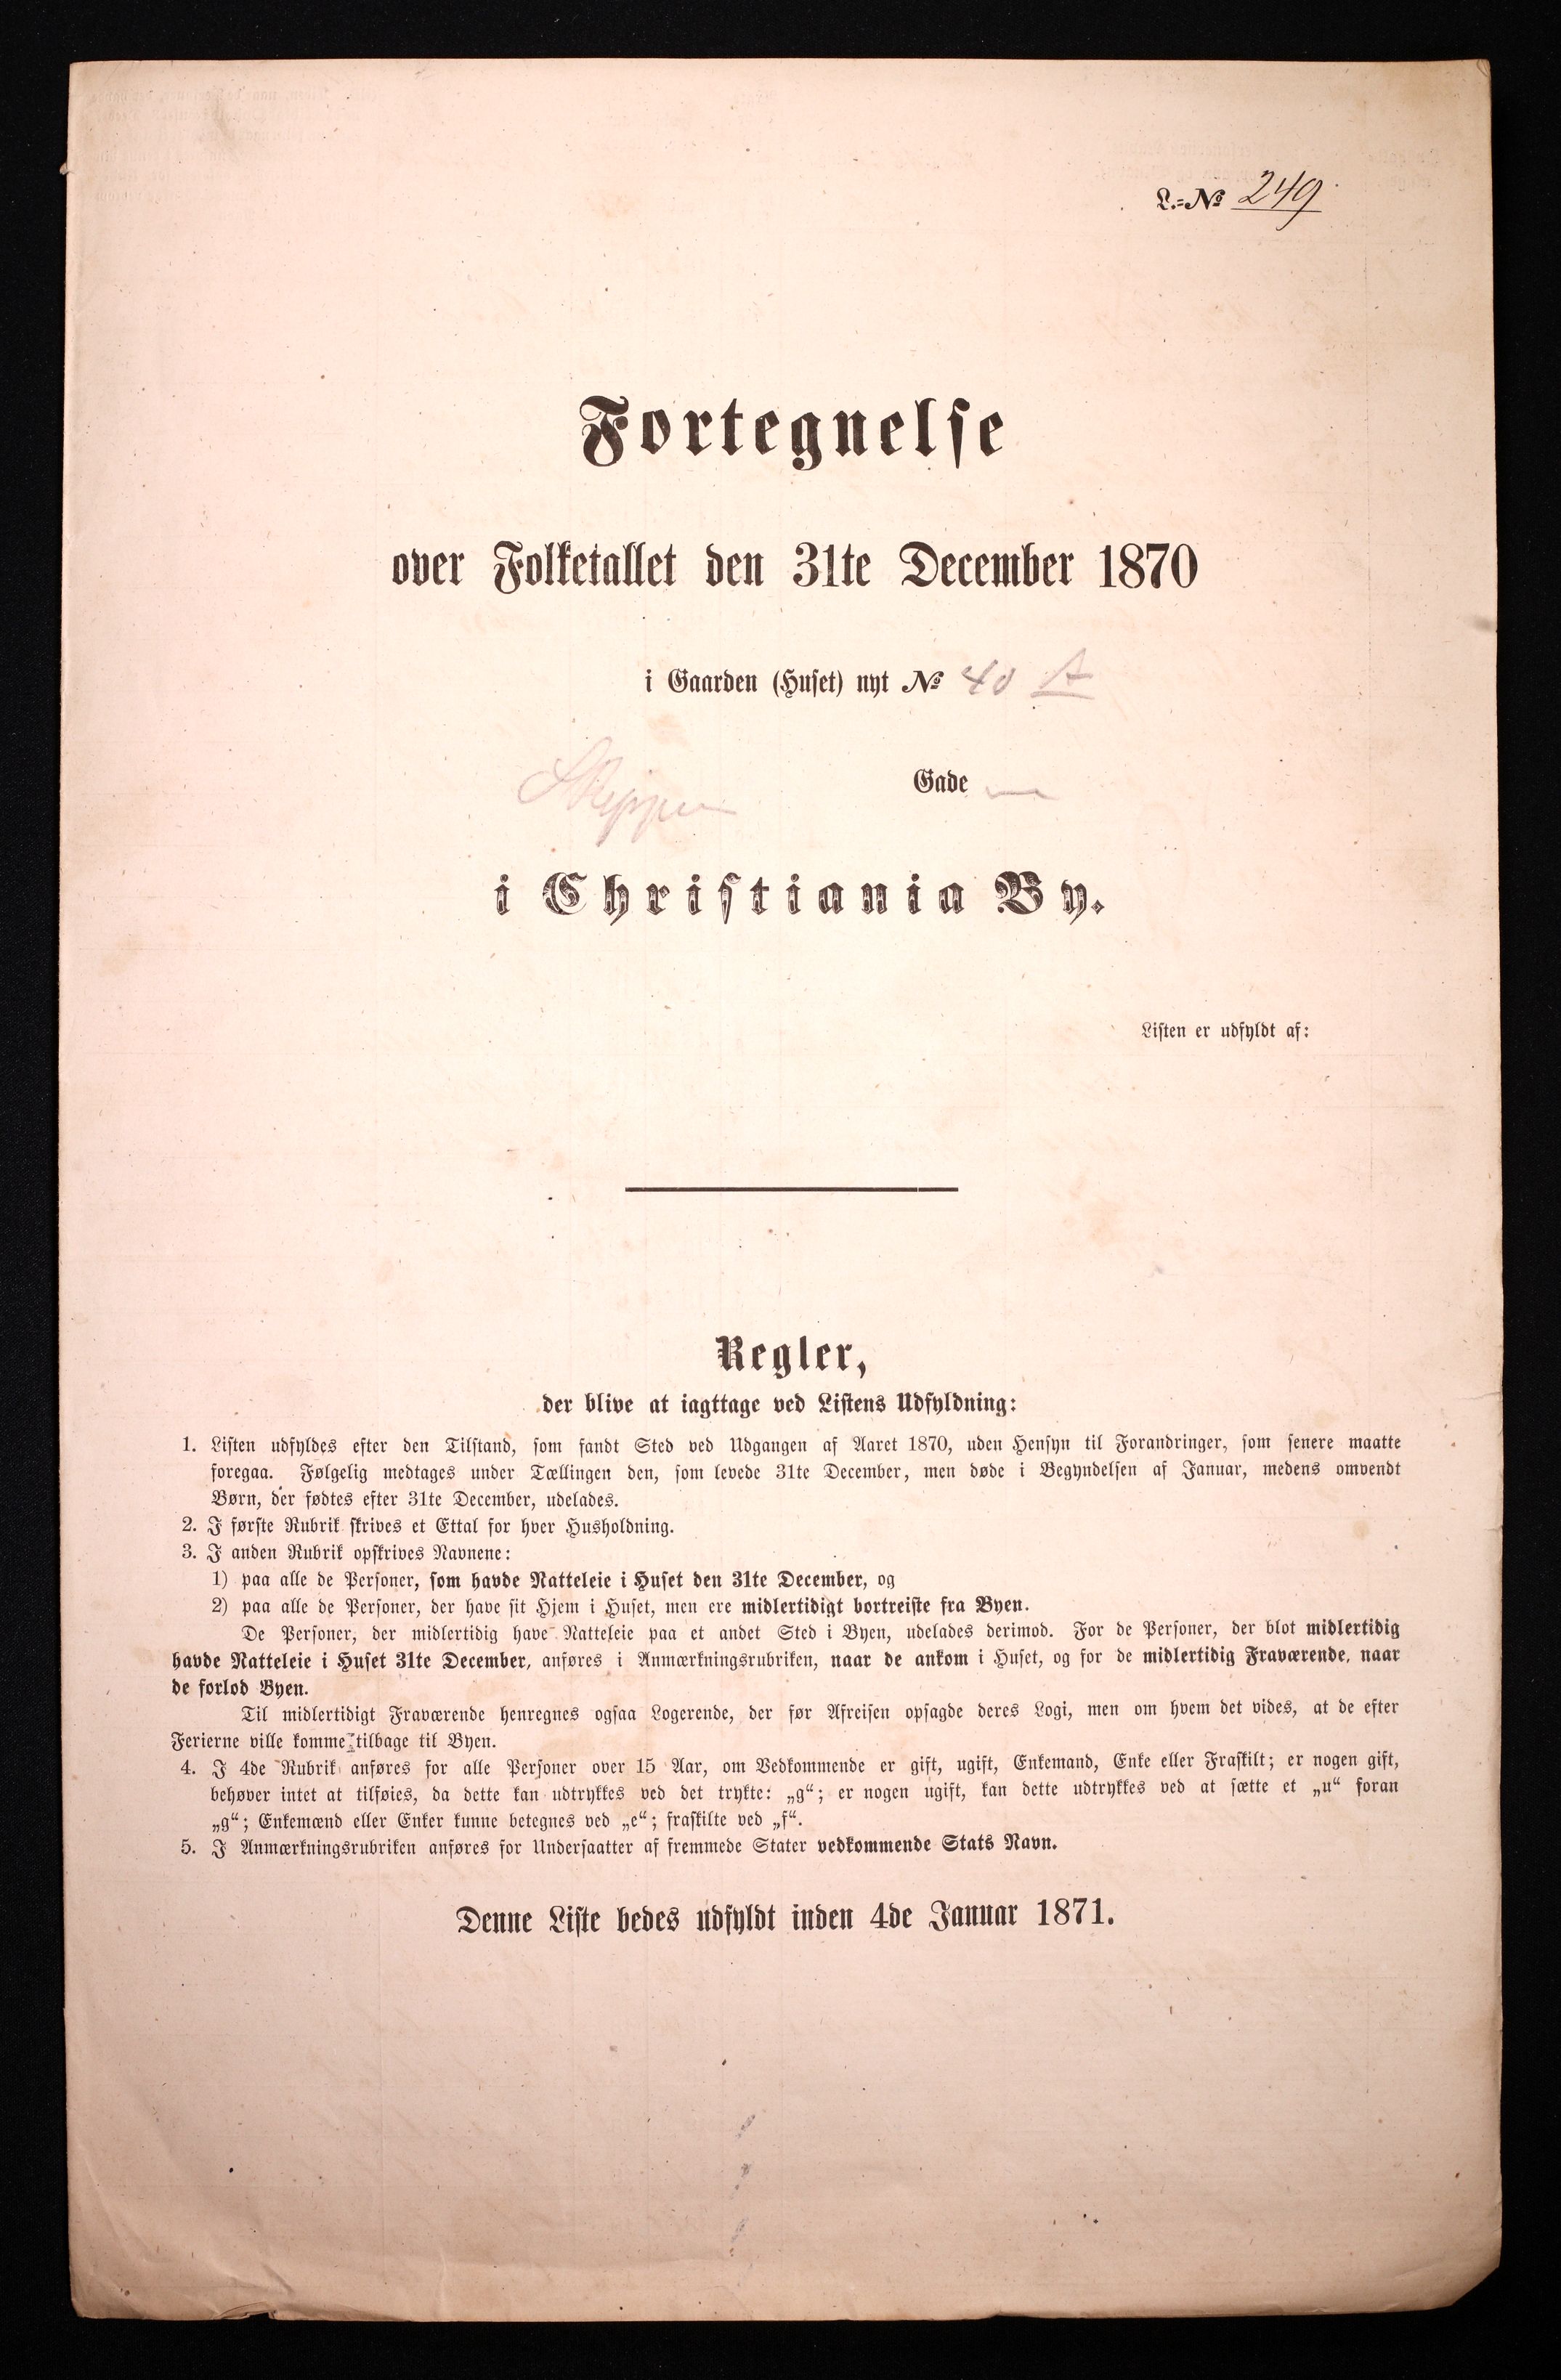 L.=№ 249
Fortegnelse
over Folketallet den 31te December 1870
i Gaarden (Huset) nyt № 40 A
Skipper Gade
i Christiania By.
Listen er udfyldt af:
Regler,
der blive at iagttage ved Listens Udfyldning:
1. Listen udfyldes efter den Tilstand, som fandt Sted ved Udgangen af Aaret 1870, uden Hensyn til Forandringer, som senere maatte
foregaa. Følgelig medtages under Tællingen den, som levede 31te December, men døde i Begyndelsen af Januar, medens omvendt
Børn, der fødtes efter 31te December, udelades.
2. I første Rubrik skrives et Ettal for hver Husholdning.
3. I anden Rubrik opskrives Navnene:
1) paa alle de Personer, som havde Natteleie i Huset den 31te December, og
2) paa alle de Personer, der have sit Hjem i Huset, men ere midlertidigt bortreiste fra Byen.
De Personer, der midlertidig have Natteleie paa et andet Sted i Byen, udelades derimod. For de Personer, der blot midlertidig
havde Natteleie i Huset 31te December, anføres i Anmærkningsrubriken, naar de ankom i Huset, og for de midlertidig Fraværende, naar
de forlod Byen.
Til midlertidigt Fraværende henregnes ogsaa Logerende, der før Afreisen opsagde deres Logi, men om hvem det vides, at de efter
Ferierne ville komme tilbage til Byen.
4. I 4de Rubrik anføres for alle Personer over 15 Aar, om Vedkommende er gift, ugift, Enkemand, Enke eller Fraskilt; er nogen gift,
behøver intet at tilføies, da dette kan udtrykkes ved det trykte: „g“; er nogen ugift, kan dette udtrykkes ved at sætte et „u“ foran
„g“; Enkemænd eller Enker kunne betegnes ved „e“; fraskilte ved „f“.
5. I Anmærkningsrubriken anføres for Undersaatter af fremmede Stater vedkommende Stats Navn.
Denne Liste bedes udfyldt inden 4de Januar 1871.